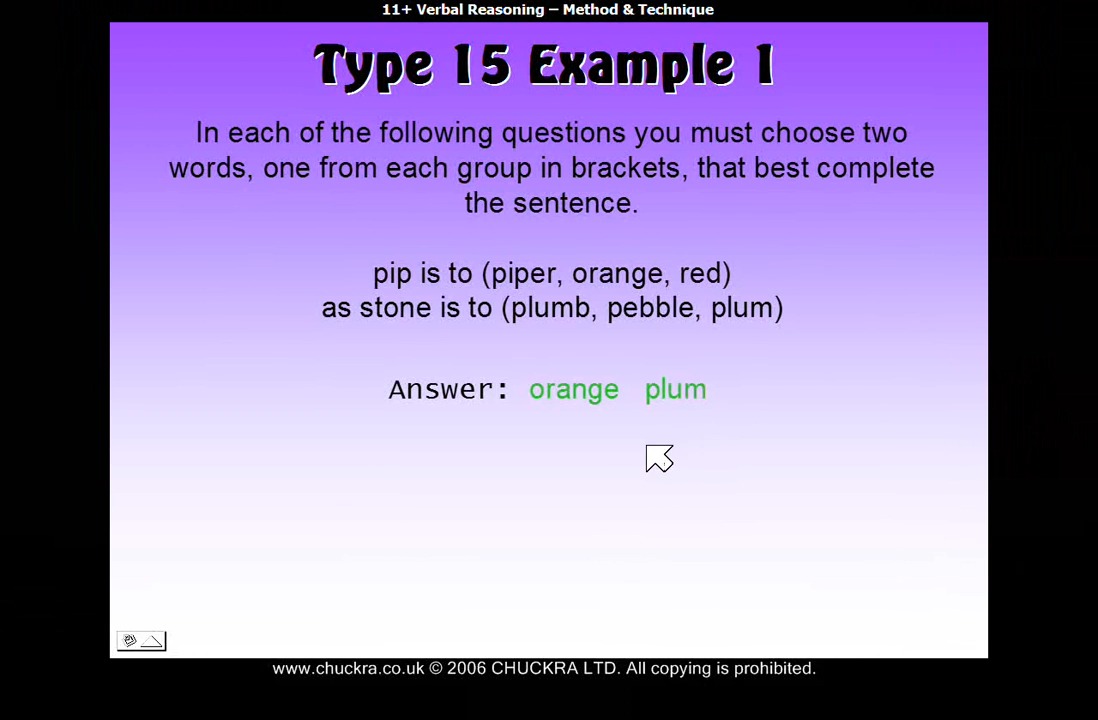 11+ Verbal Reasoning – Method & Technique
Type 15 Example 1
In each of the following questions you must choose two
words, one from each group in brackets, that best complete
the sentence.
pip is to (piper, orange, red)
as stone is to (plumb, pebble, plum)
Answer: orange plum
www.chuckra.co.uk © 2006 CHUCKRA LTD. All copying is prohibited.